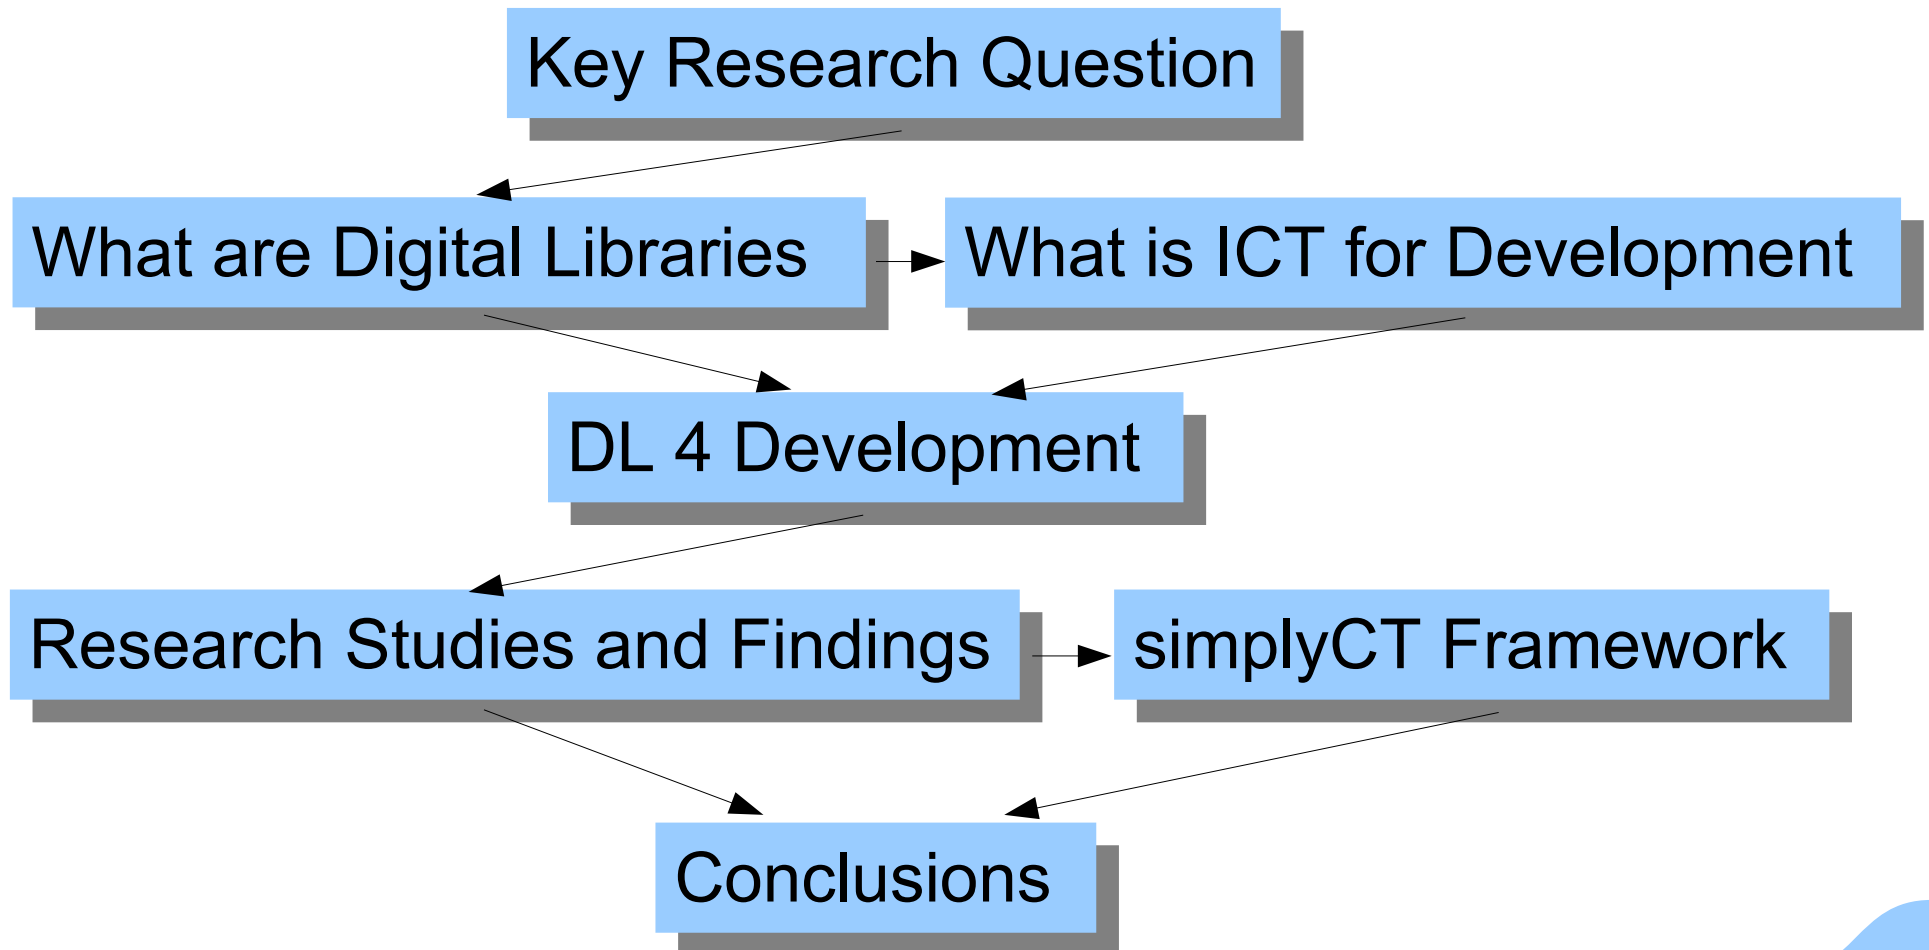 Key Research Question
What are Digital Libraries
What is ICT for Development
DL 4 Development
Research Studies and Findings
simplyCT Framework
Conclusions